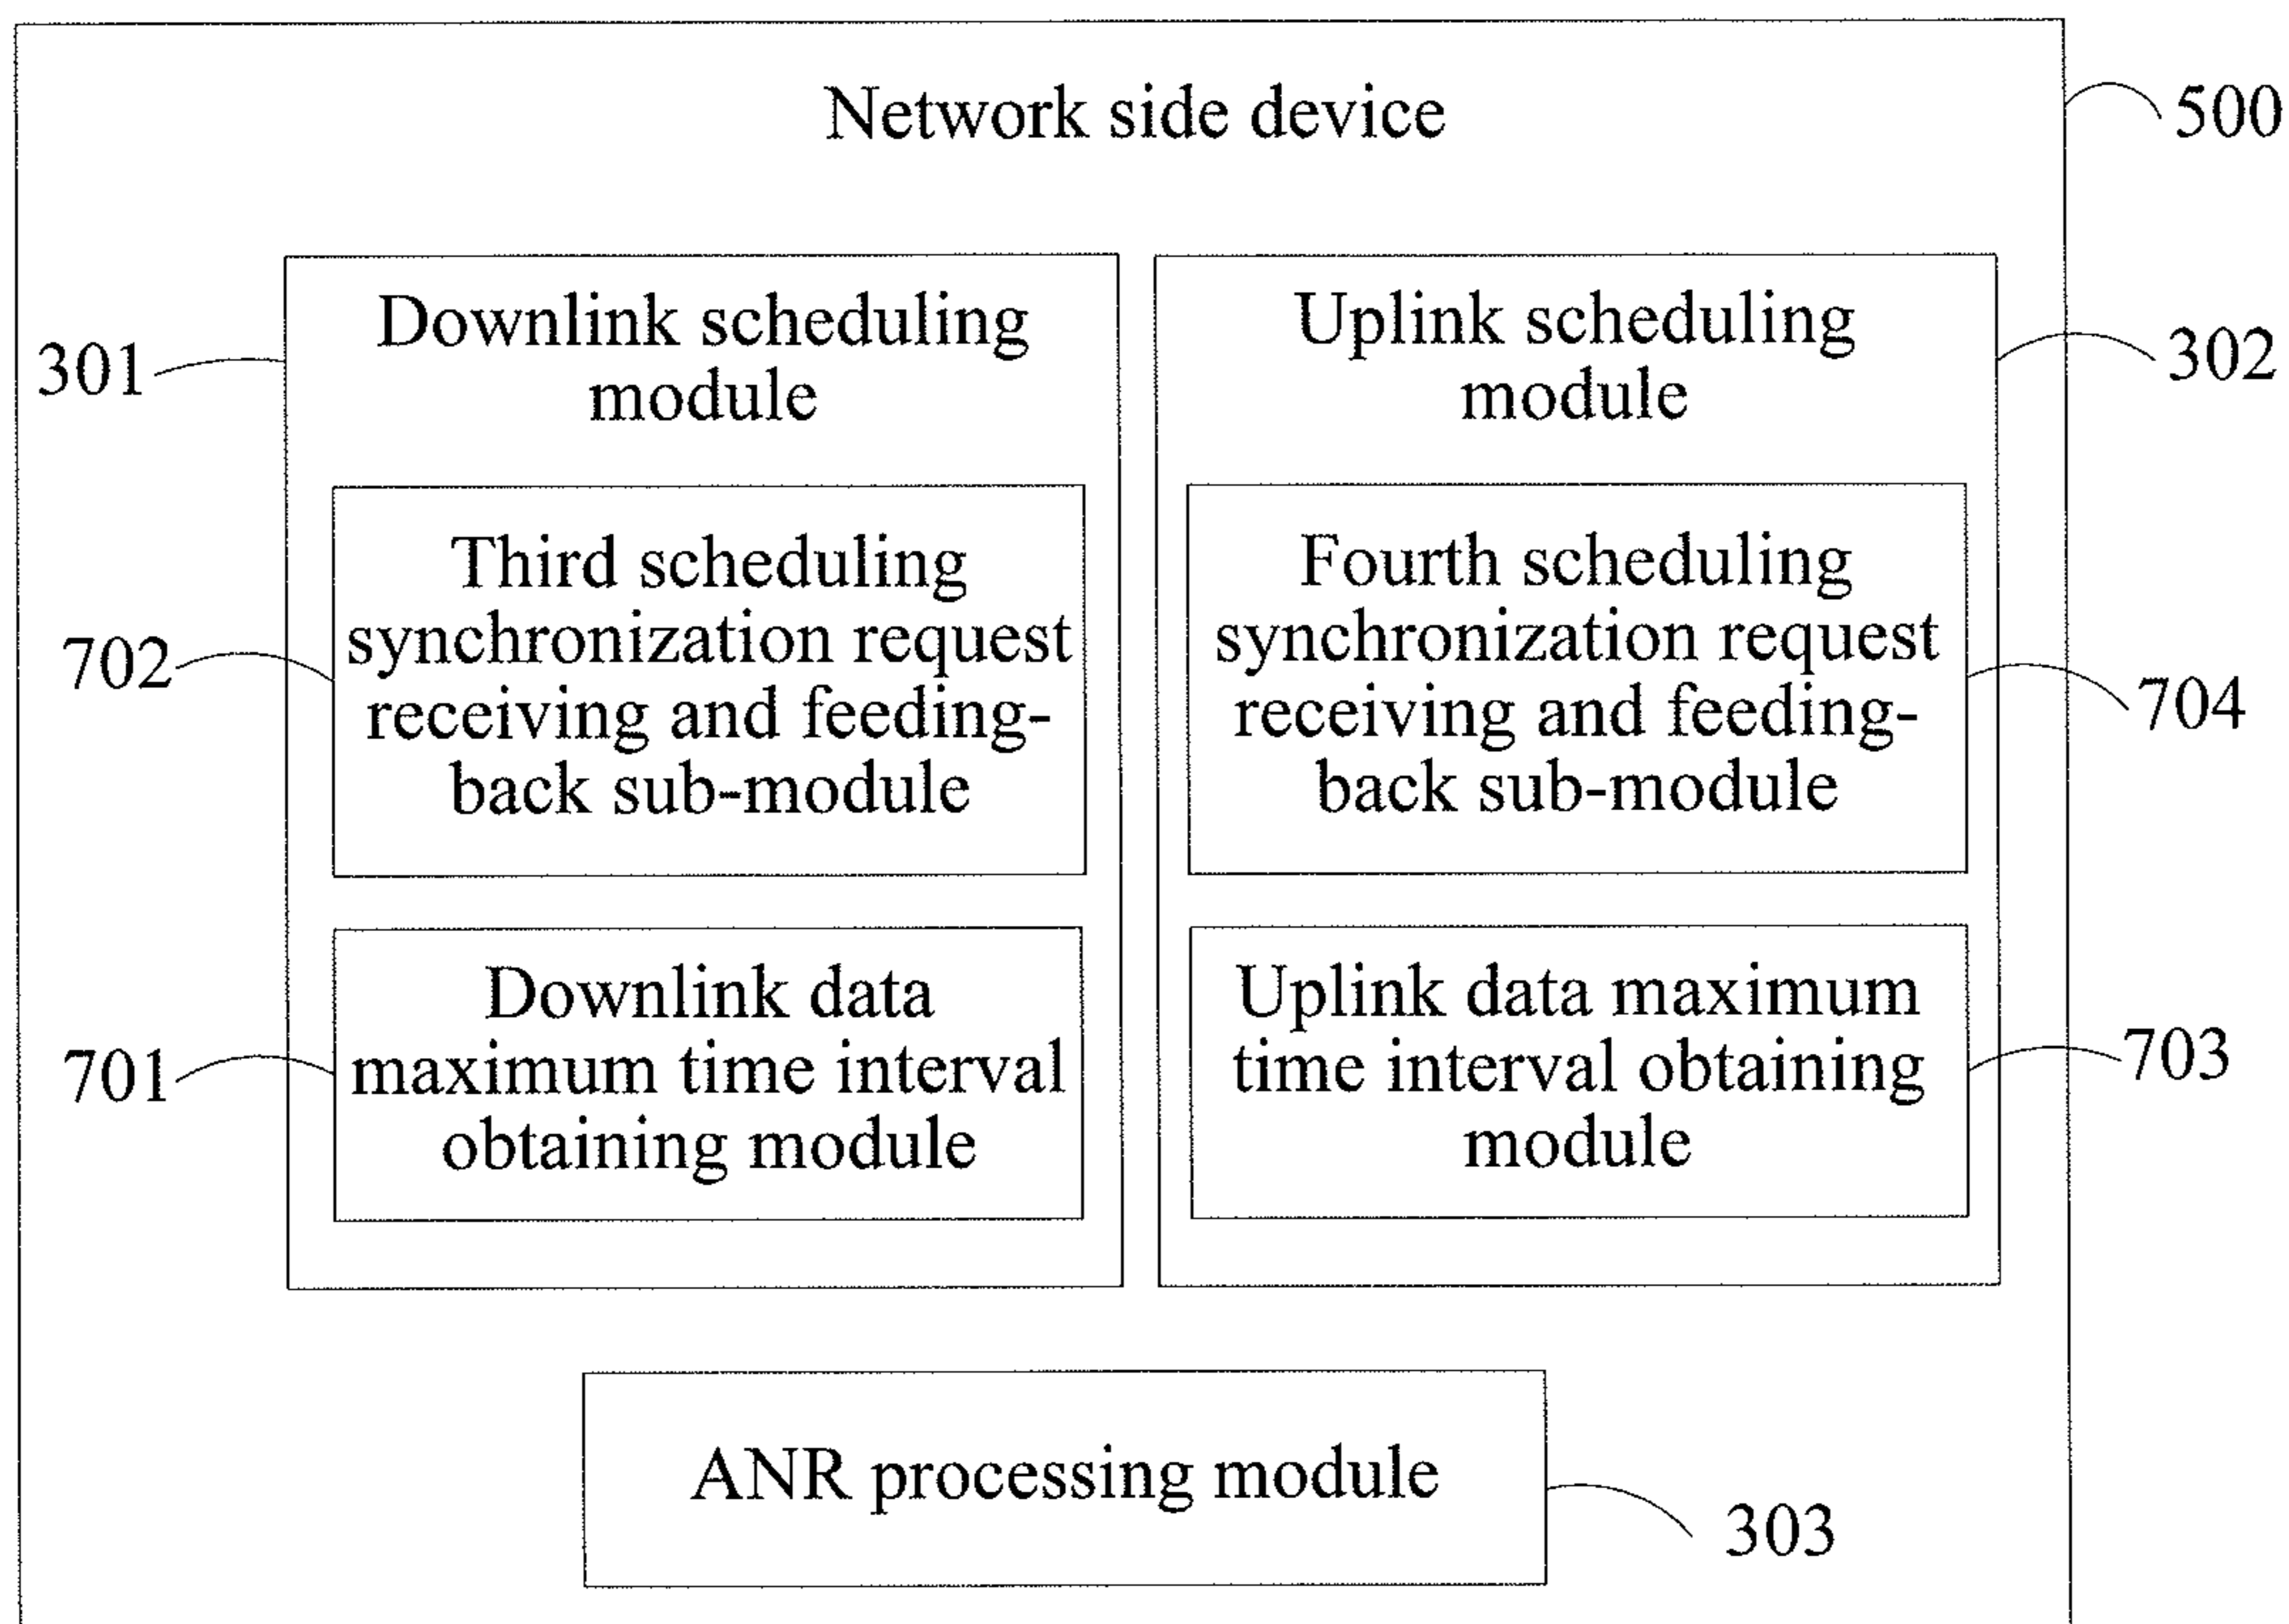 Network side device
500
Downlink scheduling
module
301
Uplink scheduling
module
302
Third scheduling
synchronization request
receiving and feeding-
back sub-module
702
Fourth scheduling
synchronization request
receiving and feeding-
back sub-module
704
Downlink data
maximum time interval
obtaining module
701
Uplink data maximum
time interval obtaining
module
703
ANR processing module
303